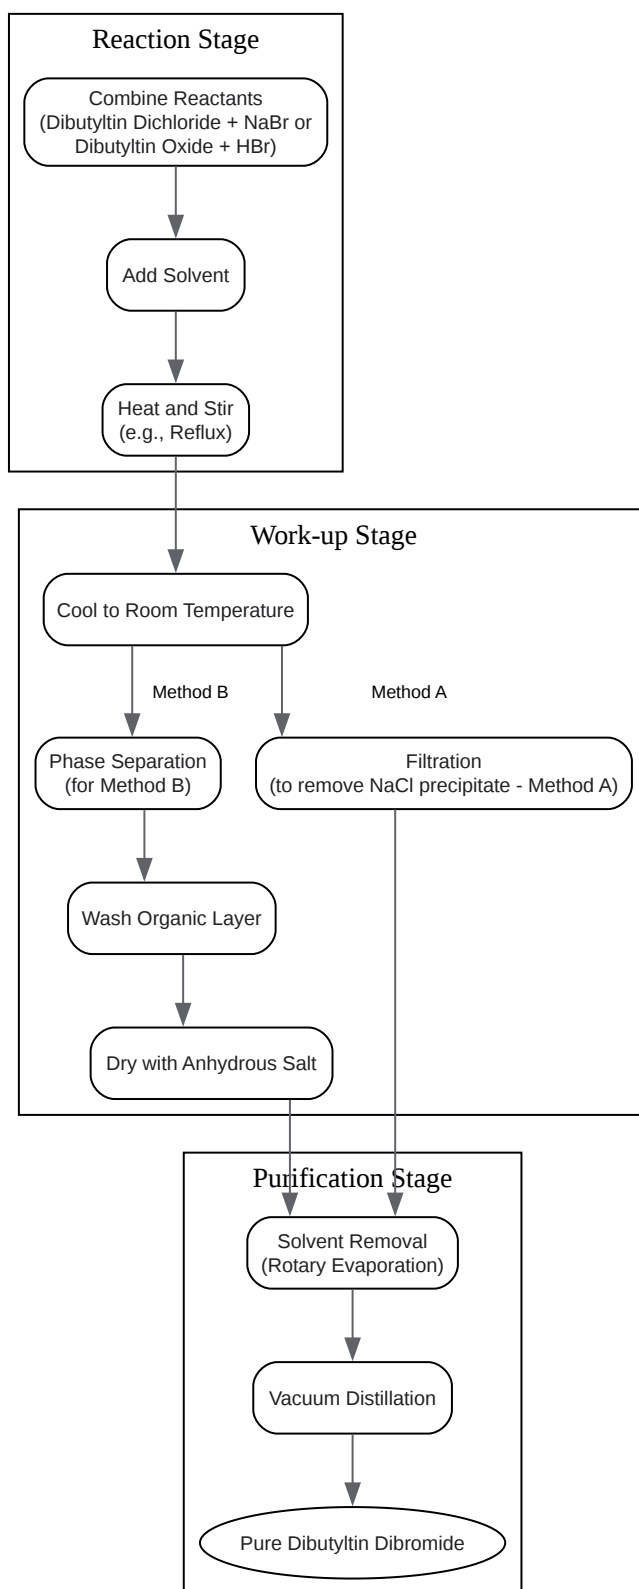 Reaction Stage
Combine Reactants
(Dibutyltin Dichloride + NaBr or
Dibutyltin Oxide + HBr)
Add Solvent
Heat and Stir
(e.g., Reflux)
Work-up Stage
Cool to Room Temperature
Method B
Method A
Phase Separation
(for Method B)
Filtration
(to remove NaCl precipitate - Method A)
Wash Organic Layer
Dry with Anhydrous Salt
Purification Stage
Solvent Removal
(Rotary Evaporation)
Vacuum Distillation
Pure Dibutyltin Dibromide